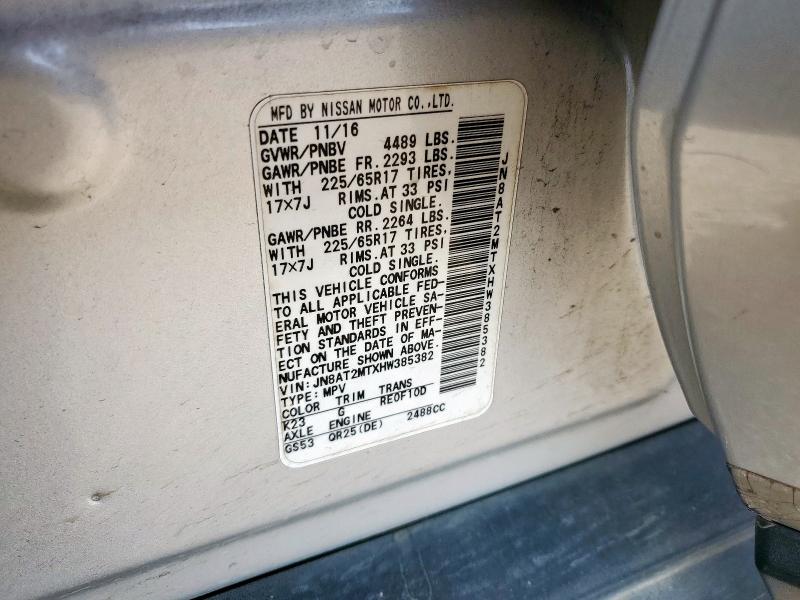 MFD BY NISSAN MOTOR CO.,LTD.
DATE 11/16
GVWR/PNBV 4489 LBS.
GAWR/PNBE FR. 2293 LBS.
WITH 225/65R17 TIRES,
17×7J RIMS.AT 33 PSI
COLD SINGLE.
GAWR/PNBE RR. 2264 LBS.
WITH 225/65R17 TIRES,
17×7J RIMS.AT 33 PSI
COLD SINGLE.
THIS VEHICLE CONFORMS
TO ALL APPLICABLE FED-
ERAL MOTOR VEHICLE SA-
FETY AND THEFT PREVEN-
TION STANDARDS IN EFF-
ECT ON THE DATE OF MA-
NUFACTURE SHOWN ABOVE.
VIN: JN8AT2MTXHW385382
TYPE: MPV
COLOR TRIM TRANS
K23 G RE0F10D
AXLE ENGINE
GS53 QR25(DE) 2488CC
JN8AT2MTXHW385382